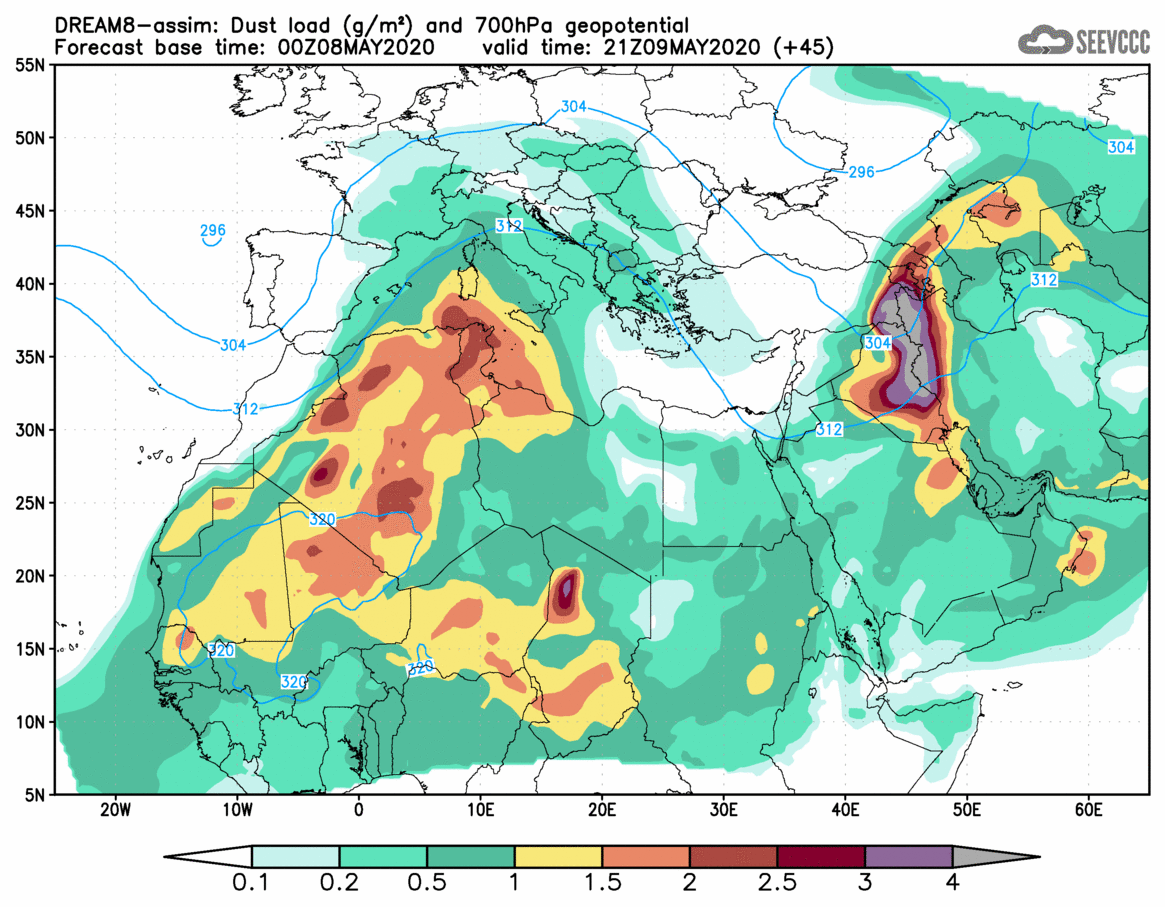 DREAM8-assim: Dust load (g/m²) and 700hPa geopotential
Forecast base time: 00Z08MAY2020 valid time: 21Z09MAY2020 (+45)
SEEVCCC
55N
50N
45N
40N
35N
30N
25N
20N
15N
10N
5N
304
296
304
296
312
312
304
304
312
312
320
320
320
320
20W 10W 0 10E 20E 30E 40E 50E 60E
0.1 0.2 0.5 1 1.5 2 2.5 3 4